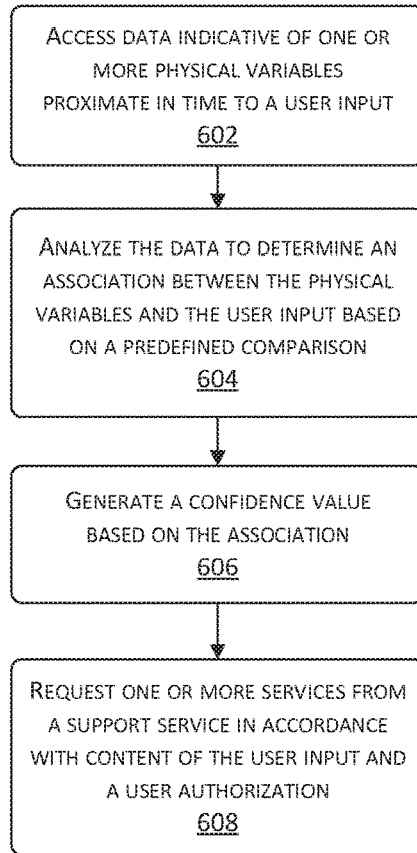 ACCESS DATA INDICATIVE OF ONE OR
MORE PHYSICAL VARIABLES
PROXIMATE IN TIME TO A USER INPUT
602
ANALYZE THE DATA TO DETERMINE AN
ASSOCIATION BETWEEN THE PHYSICAL
VARIABLES AND THE USER INPUT BASED
ON A PREDEFINED COMPARISON
604
GENERATE A CONFIDENCE VALUE
BASED ON THE ASSOCIATION
606
REQUEST ONE OR MORE SERVICES FROM
A SUPPORT SERVICE IN ACCORDANCE
WITH CONTENT OF THE USER INPUT AND
A USER AUTHORIZATION
608